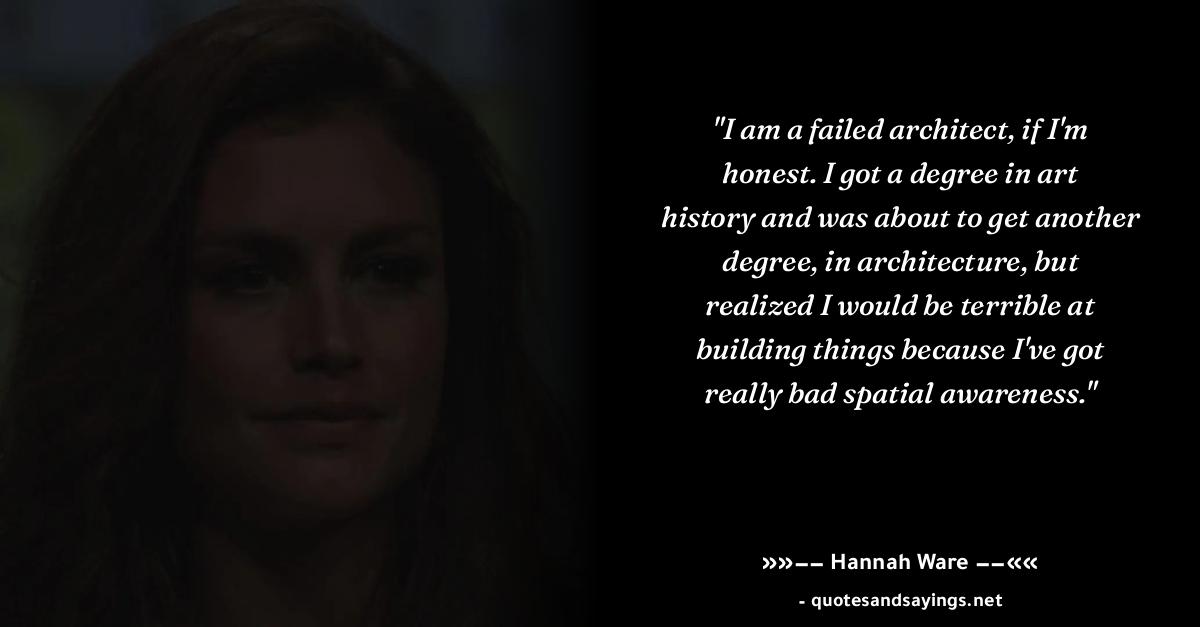 "I am a failed architect, if I'm
honest. I got a degree in art
history and was about to get another
degree, in architecture, but
realized I would be terrible at
building things because I've got
really bad spatial awareness."
»»−− Hannah Ware −−««
- quotesandsayings.net